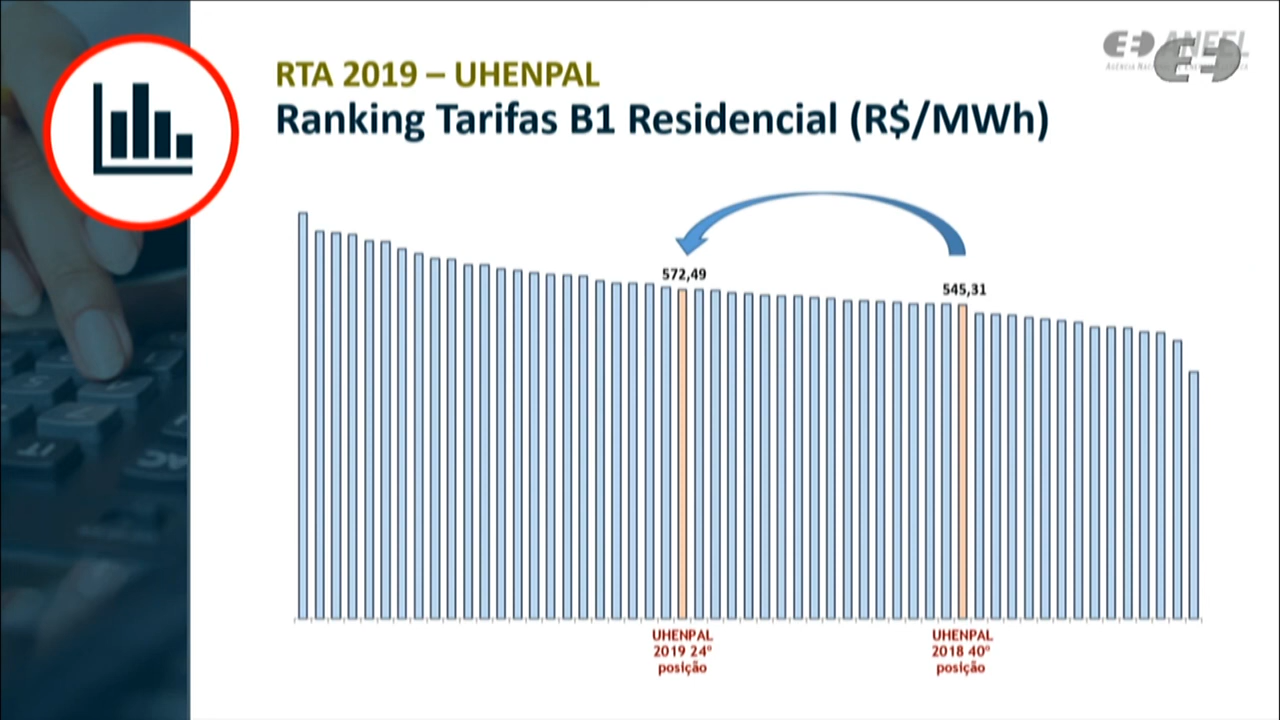 RTA 2019 – UHENPAL
Ranking Tarifas B1 Residencial (R$/MWh)
ANEEL
572,49
545,31
UHENPAL
2019 24º
posição
UHENPAL
2018 40º
posição